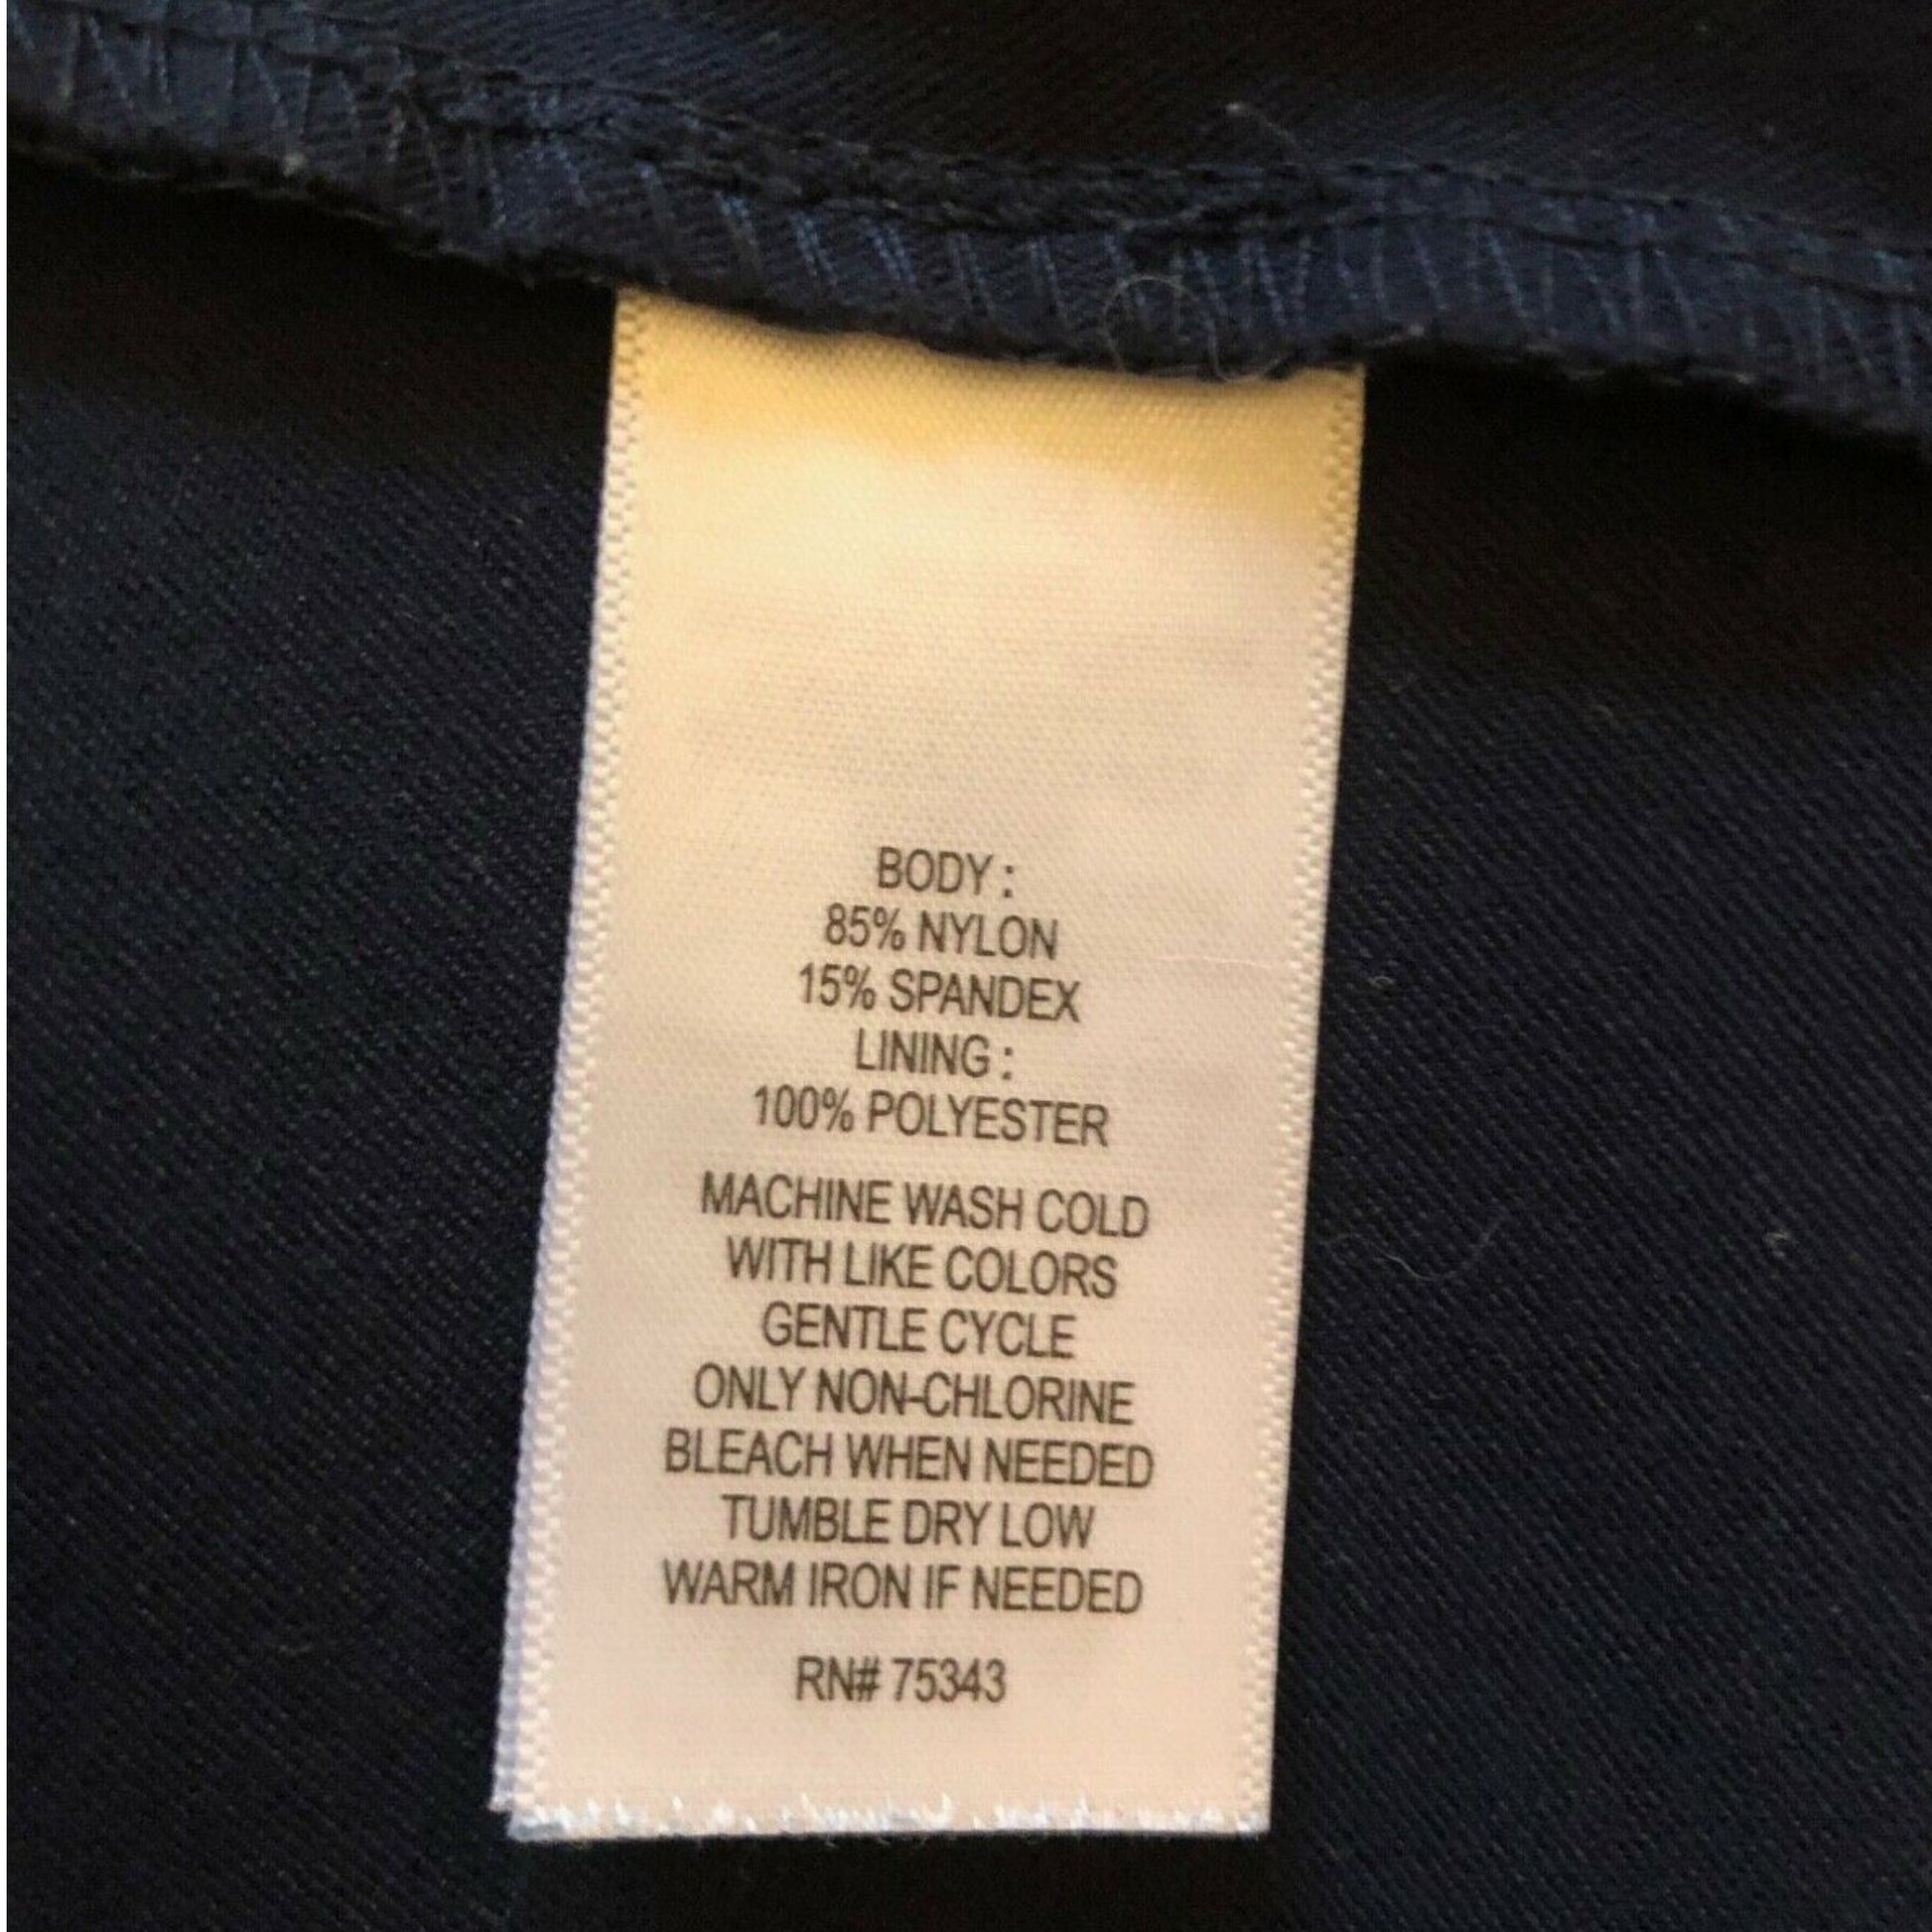 BODY :
85% NYLON
15% SPANDEX
LINING :
100% POLYESTER
MACHINE WASH COLD
WITH LIKE COLORS
GENTLE CYCLE
ONLY NON-CHLORINE
BLEACH WHEN NEEDED
TUMBLE DRY LOW
WARM IRON IF NEEDED
RN# 75343